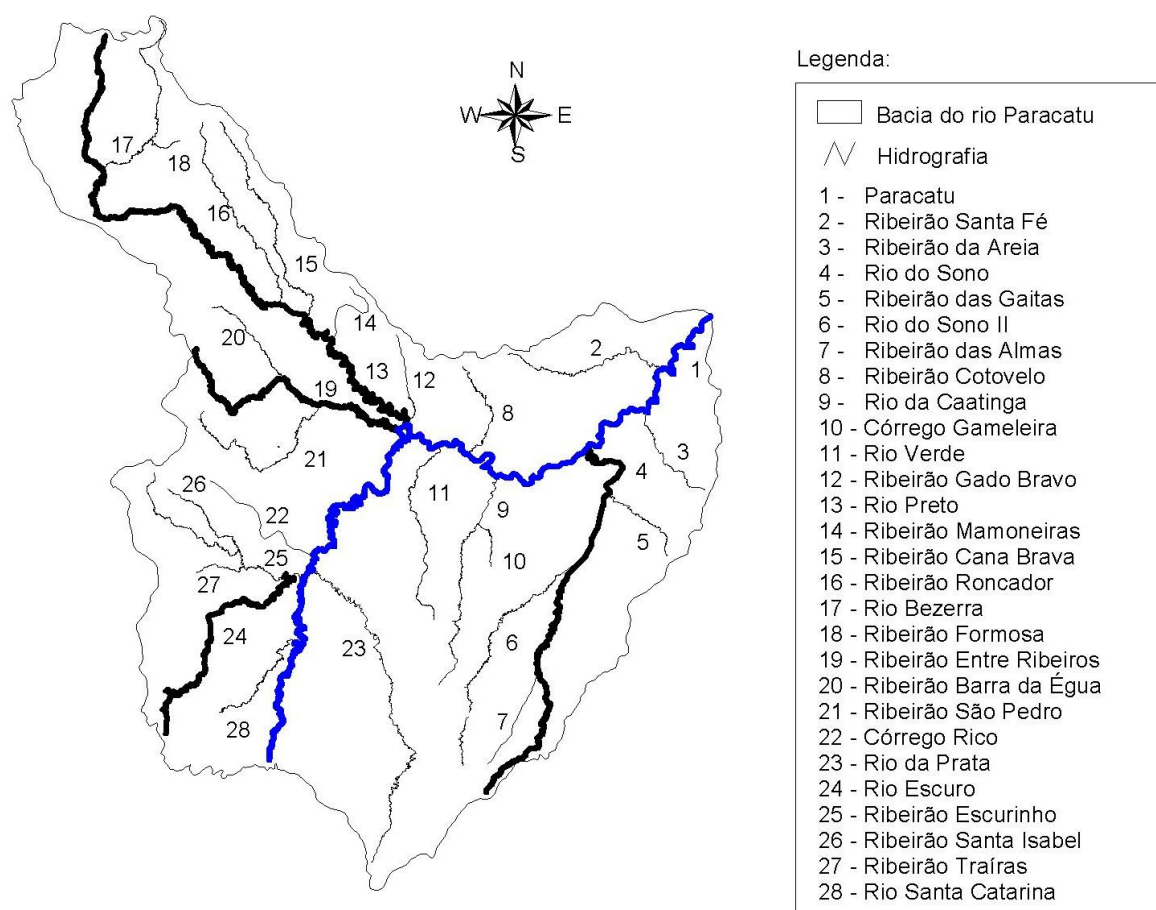 N
W E
S
17
18
16
15
14
20
13
12
19
2
1
8
21
3
4
11
26
9
22
5
10
25
27
6
24
23
7
28
Legenda:
Bacia do rio Paracatu
Hidrografia
1 - Paracatu
2 - Ribeirão Santa Fé
3 - Ribeirão da Areia
4 - Rio do Sono
5 - Ribeirão das Gaitas
6 - Rio do Sono II
7 - Ribeirão das Almas
8 - Ribeirão Cotovelo
9 - Rio da Caatinga
10 - Córrego Gameleira
11 - Rio Verde
12 - Ribeirão Gado Bravo
13 - Rio Preto
14 - Ribeirão Mamoneiras
15 - Ribeirão Cana Brava
16 - Ribeirão Roncador
17 - Rio Bezerra
18 - Ribeirão Formosa
19 - Ribeirão Entre Ribeiros
20 - Ribeirão Barra da Égua
21 - Ribeirão São Pedro
22 - Córrego Rico
23 - Rio da Prata
24 - Rio Escuro
25 - Ribeirão Escurinho
26 - Ribeirão Santa Isabel
27 - Ribeirão Traíras
28 - Rio Santa Catarina